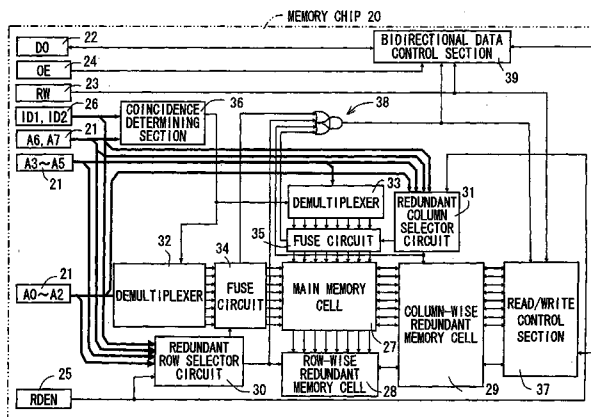 MEMORY CHIP 20
DO
22
OE
24
RW
23
ID1, ID2
26
A6, A7
21
A3~A5
21
COINCIDENCE
DETERMINING
SECTION
36
38
BIDIRECTIONAL DATA
CONTROL SECTION
39
DEMULTIPLEXER
33
FUSE CIRCUIT
35
REDUNDANT
COLUMN
SELECTOR
CIRCUIT
31
A0~A2
21
DEMULTIPLEXER
32
FUSE
CIRCUIT
34
MAIN MEMORY
CELL
27
COLUMN-WISE
REDUNDANT
MEMORY CELL
29
READ/WRITE
CONTROL
SECTION
37
REDUNDANT
ROW SELECTOR
CIRCUIT
30
ROW-WISE
REDUNDANT
MEMORY CELL
28
RDEN
25